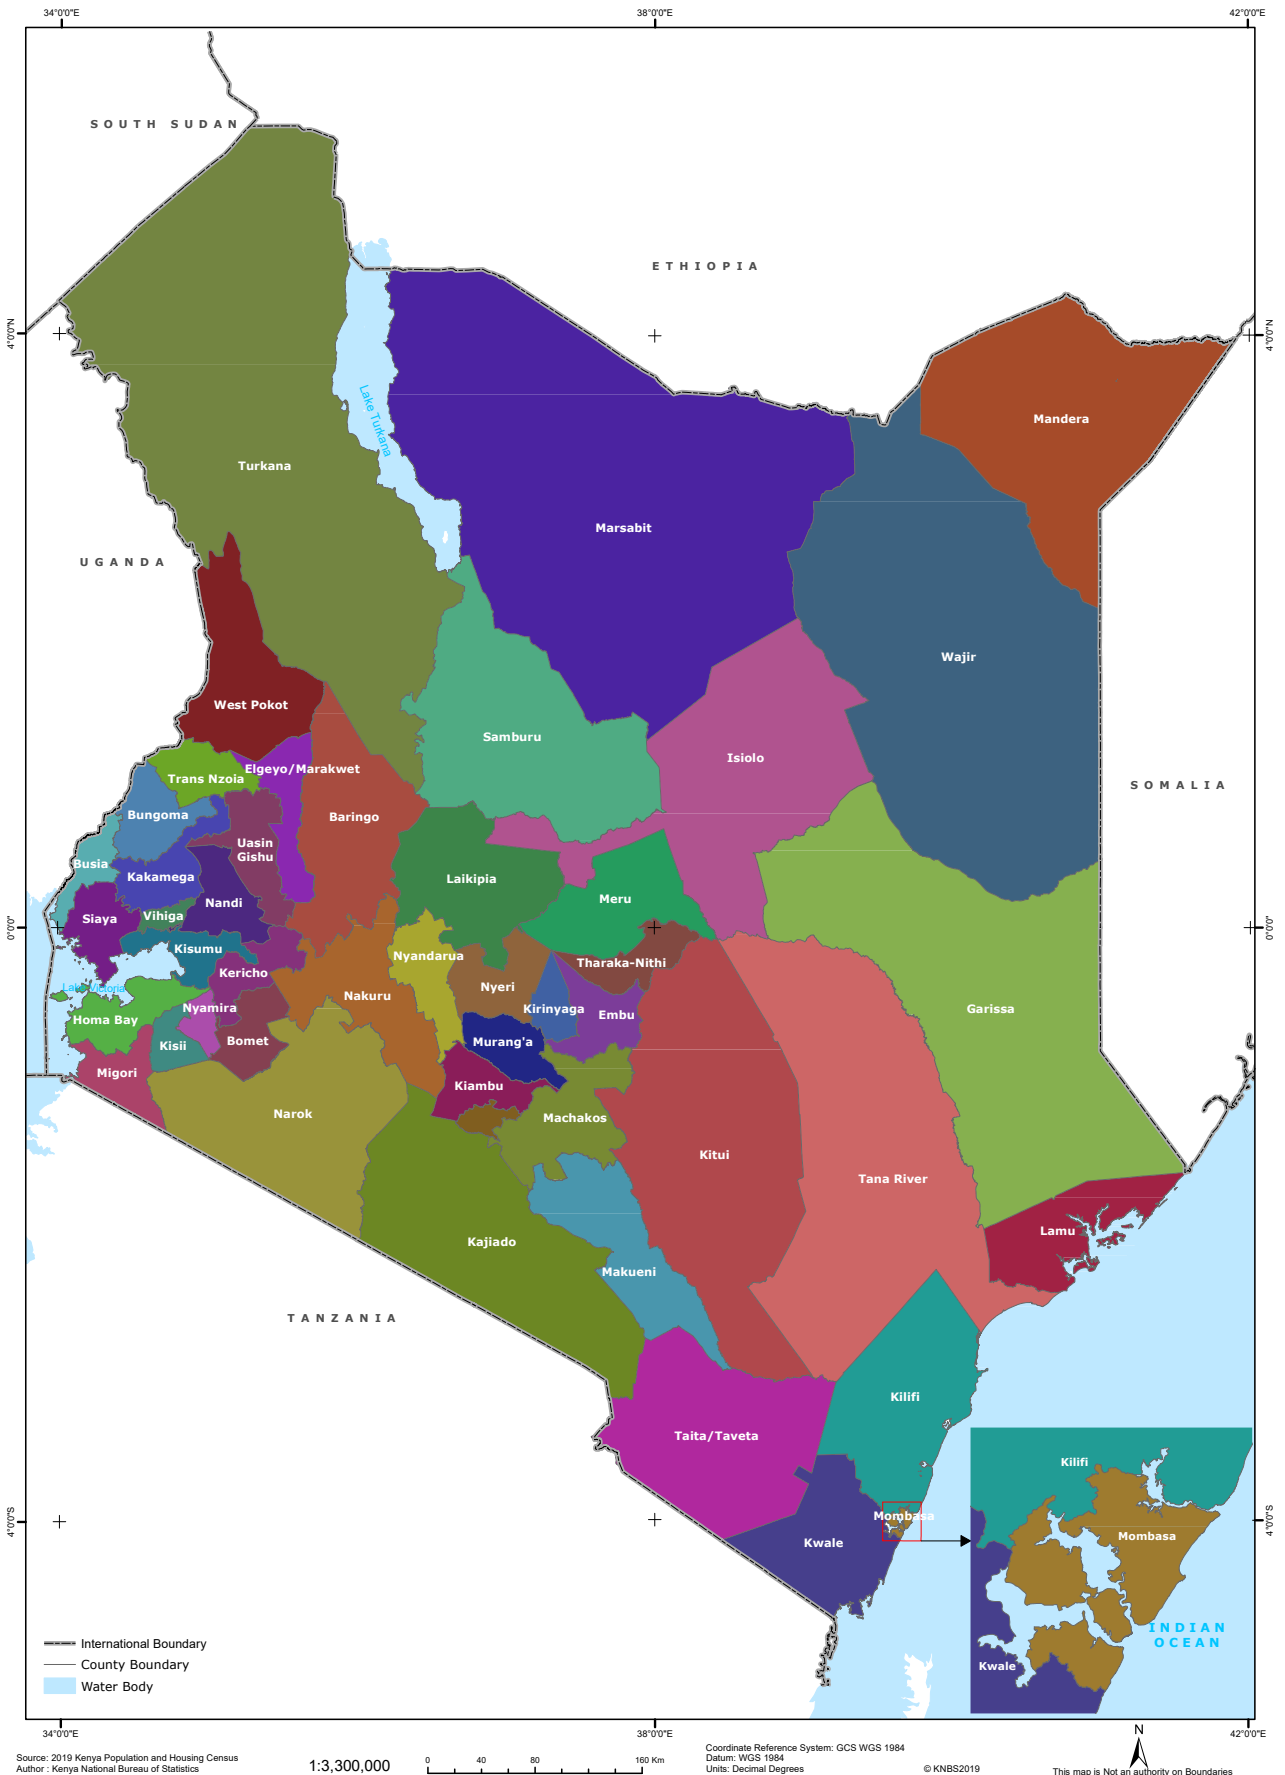 34°0'0"E
38°0'0"E
42°0'0"E
SOUTH SUDAN
ETHIOPIA
4°0'0"N
4°0'0"N
Lake Turkana
Mandera
Turkana
Marsabit
UGANDA
Wajir
West Pokot
Samburu
Isiolo
Elgeyo/Marakwet
Trans Nzoia
SOMALIA
Bungoma
Baringo
Uasin
Gishu
Busia
Kakamega
Laikipia
Meru
Nandi
Siaya
Vihiga
0°0'0"
0°0'0"
Kisumu
Nyandarua
Tharaka-Nithi
Kericho
Nyeri
Lake Victoria
Nakuru
Nyamira
Kirinyaga
Embu
Garissa
Homa Bay
Kisii
Bomet
Murang'a
Migori
Kiambu
Narok
Machakos
Kitui
Tana River
Lamu
Kajiado
Makueni
TANZANIA
Kilifi
Taita/Taveta
Kilifi
Mombasa
4°0'0"S
4°0'0"S
Kwale
Mombasa
INDIAN
OCEAN
Kwale
International Boundary
County Boundary
Water Body
34°0'0"E
38°0'0"E
42°0'0"E
Source: 2019 Kenya Population and Housing Census
Author : Kenya National Bureau of Statistics
1:3,300,000
0 40 80 160 Km
Coordinate Reference System: GCS WGS 1984
Datum: WGS 1984
Units: Decimal Degrees
© KNBS2019
N
This map is Not an authority on Boundaries